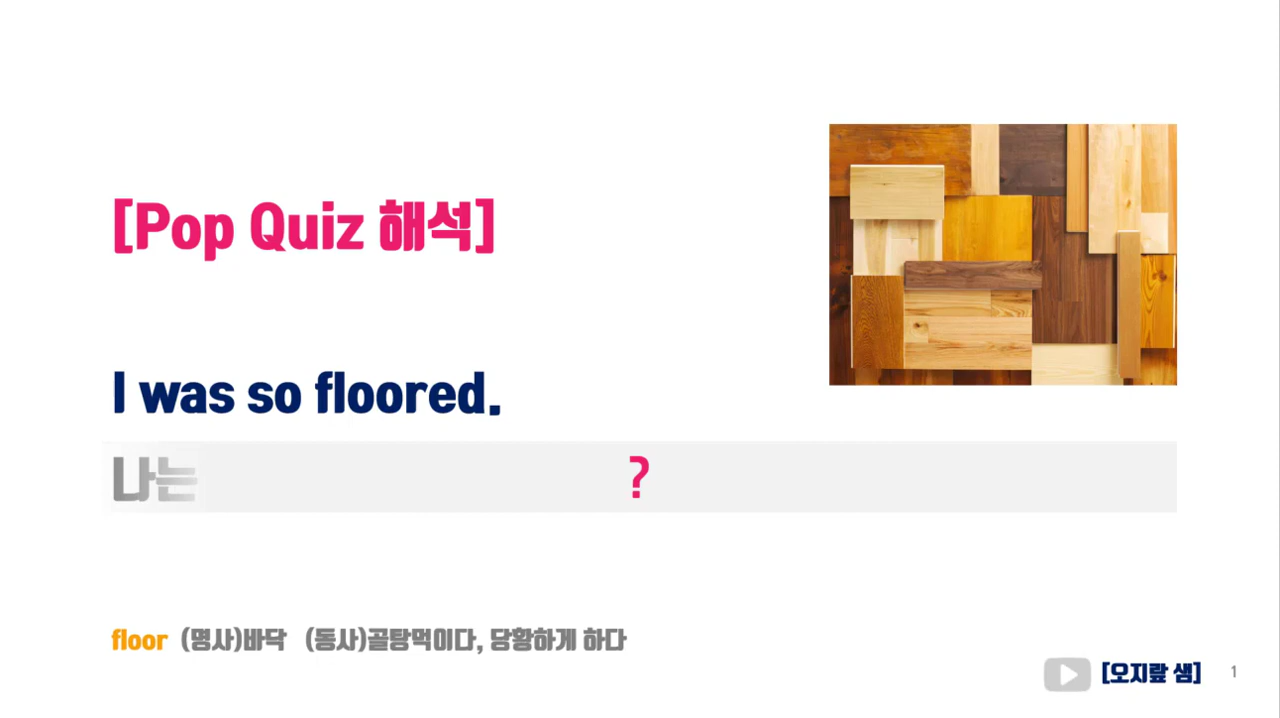 [Pop Quiz 해석]
I was so floored.
나는 ?
floor (명사)바닥 (동사)골탕먹이다, 당황하게 하다
[오지랖 샘] 1